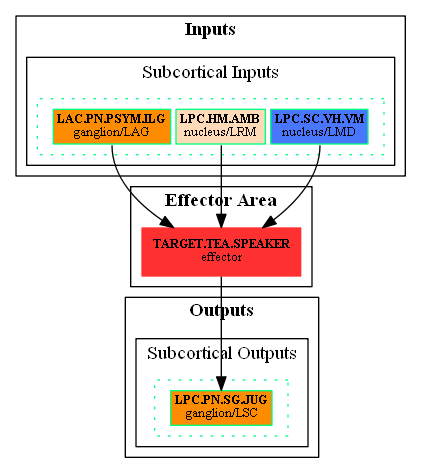 Inputs
Subcortical Inputs
LAC.PN.PSYM.ILG
ganglion/LAG
LPC.HM.AMB
nucleus/LRM
LPC.SC.VH.VM
nucleus/LMD
Effector Area
TARGET.TEA.SPEAKER
effector
Outputs
Subcortical Outputs
LPC.PN.SG.JUG
ganglion/LSC